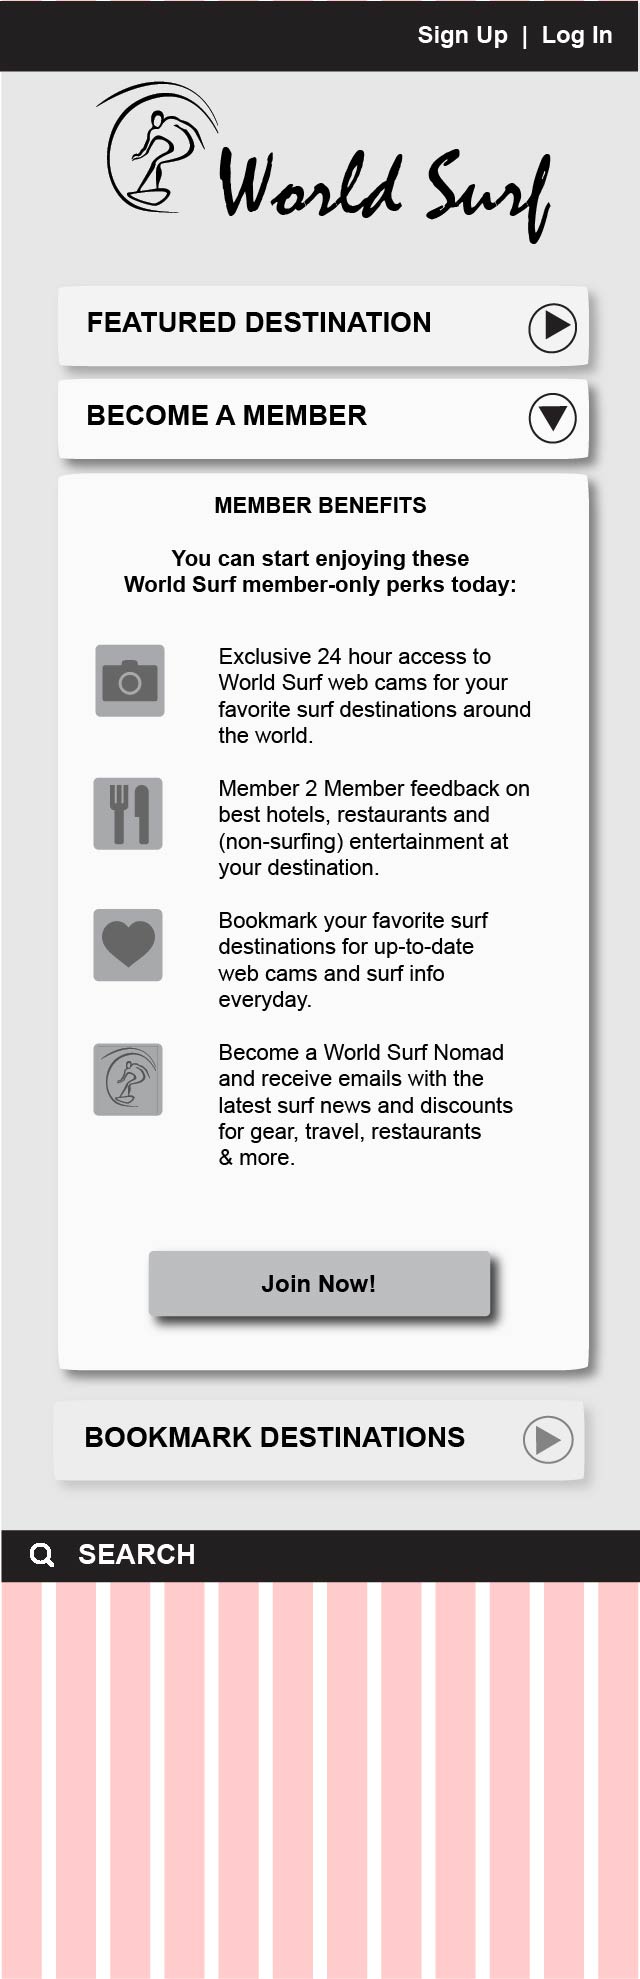 Sign Up | Log In
World Surf
FEATURED DESTINATION
BECOME A MEMBER
MEMBER BENEFITS
You can start enjoying these
World Surf member-only perks today:
Exclusive 24 hour access to
World Surf web cams for your
favorite surf destinations around
the world.
Member 2 Member feedback on
best hotels, restaurants and
(non-surfing) entertainment at
your destination.
Bookmark your favorite surf
destinations for up-to-date
web cams and surf info
everyday.
Become a World Surf Nomad
and receive emails with the
latest surf news and discounts
for gear, travel, restaurants
& more.
Join Now!
BOOKMARK DESTINATIONS
SEARCH